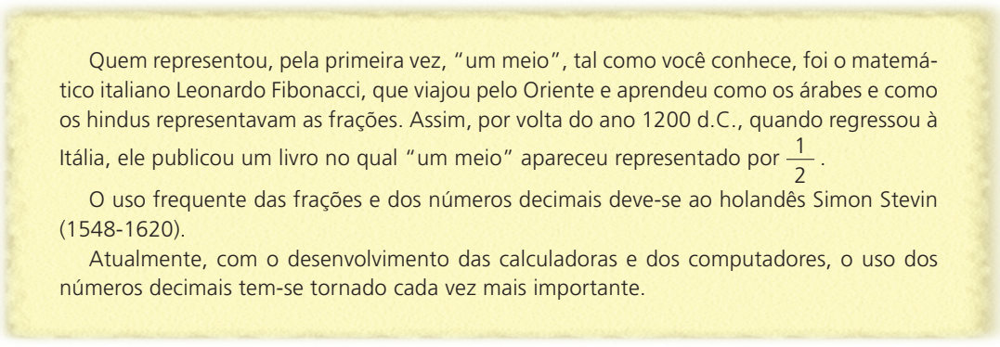 Quem representou, pela primeira vez, “um meio”, tal como você conhece, foi o matemá-
tico italiano Leonardo Fibonacci, que viajou pelo Oriente e aprendeu como os árabes e como
os hindus representavam as frações. Assim, por volta do ano 1200 d.C., quando regressou à
Itália, ele publicou um livro no qual “um meio” apareceu representado por 1/2 .
O uso frequente das frações e dos números decimais deve-se ao holandês Simon Stevin
(1548-1620).
Atualmente, com o desenvolvimento das calculadoras e dos computadores, o uso dos
números decimais tem-se tornado cada vez mais importante.